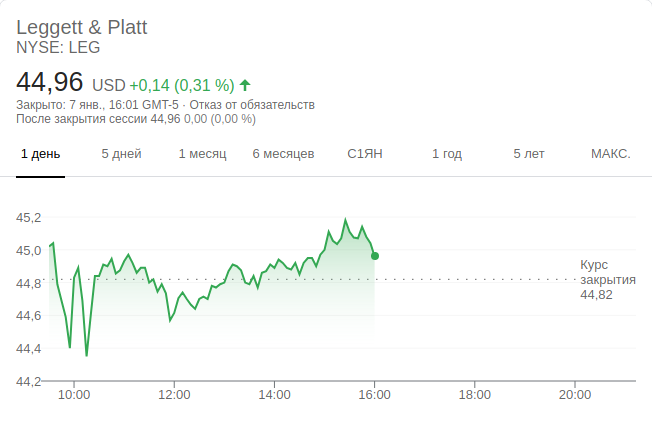 Leggett & Platt
NYSE: LEG
44,96 USD +0,14 (0,31 %)
Закрыто: 7 янв., 16:01 GMT-5 · Отказ от обязательств
После закрытия сессии 44,96 0,00 (0,00 %)
1 день 5 дней 1 месяц 6 месяцев С1ЯН 1 год 5 лет МАКС.
45,2
45,0
Курс
закрытия
44,82
44,8
44,6
44,4
44,2
10:00 12:00 14:00 16:00 18:00 20:00